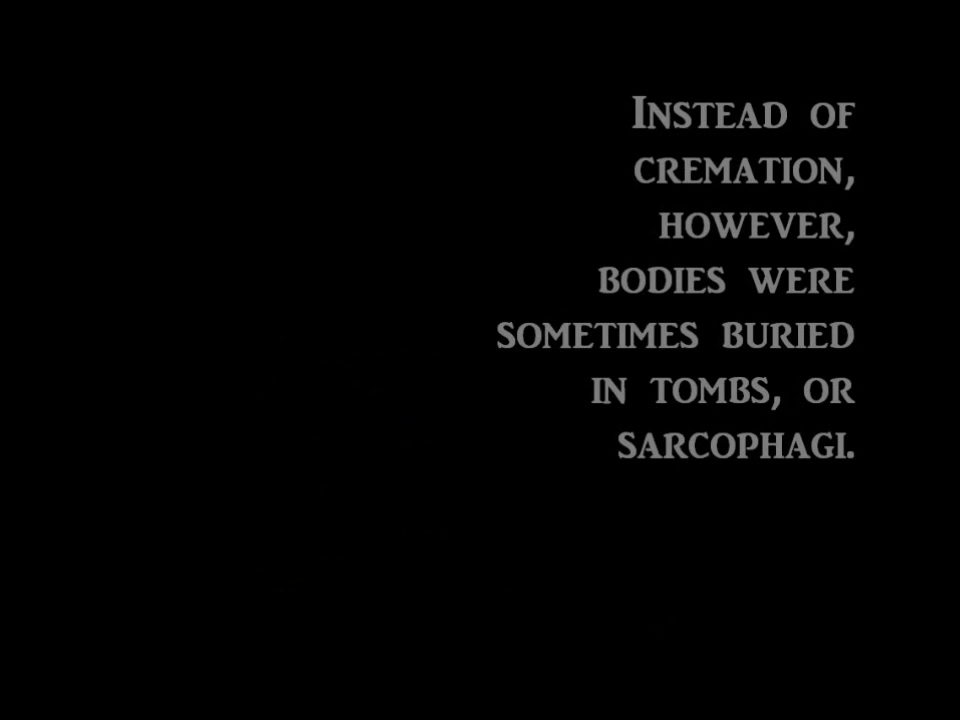 Instead of
cremation,
however,
bodies were
sometimes buried
in tombs, or
sarcophagi.